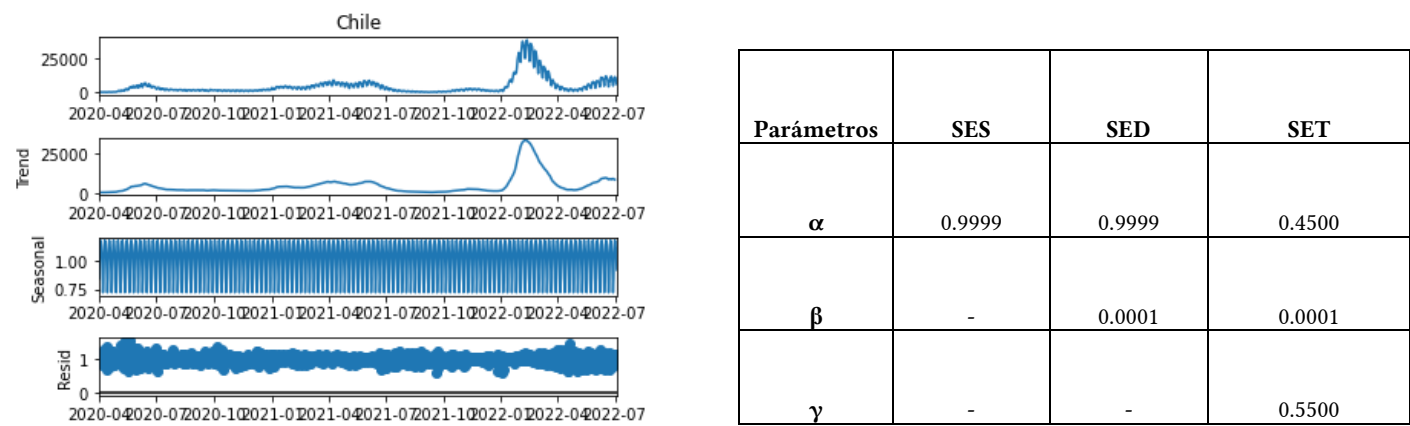 Chile
25000
0
2020-04 2020-07 2020-10 2021-01 2021-04 2021-07 2021-10 2022-01 2022-04 2022-07
Trend
25000
0
2020-04 2020-07 2020-10 2021-01 2021-04 2021-07 2021-10 2022-01 2022-04 2022-07
Seasonal
1.00
0.75
2020-04 2020-07 2020-10 2021-01 2021-04 2021-07 2021-10 2022-01 2022-04 2022-07
Resid
1
0
2020-04 2020-07 2020-10 2021-01 2021-04 2021-07 2021-10 2022-01 2022-04 2022-07
Parámetros SES SED SET
α 0.9999 0.9999 0.4500
β - 0.0001 0.0001
γ - - 0.5500